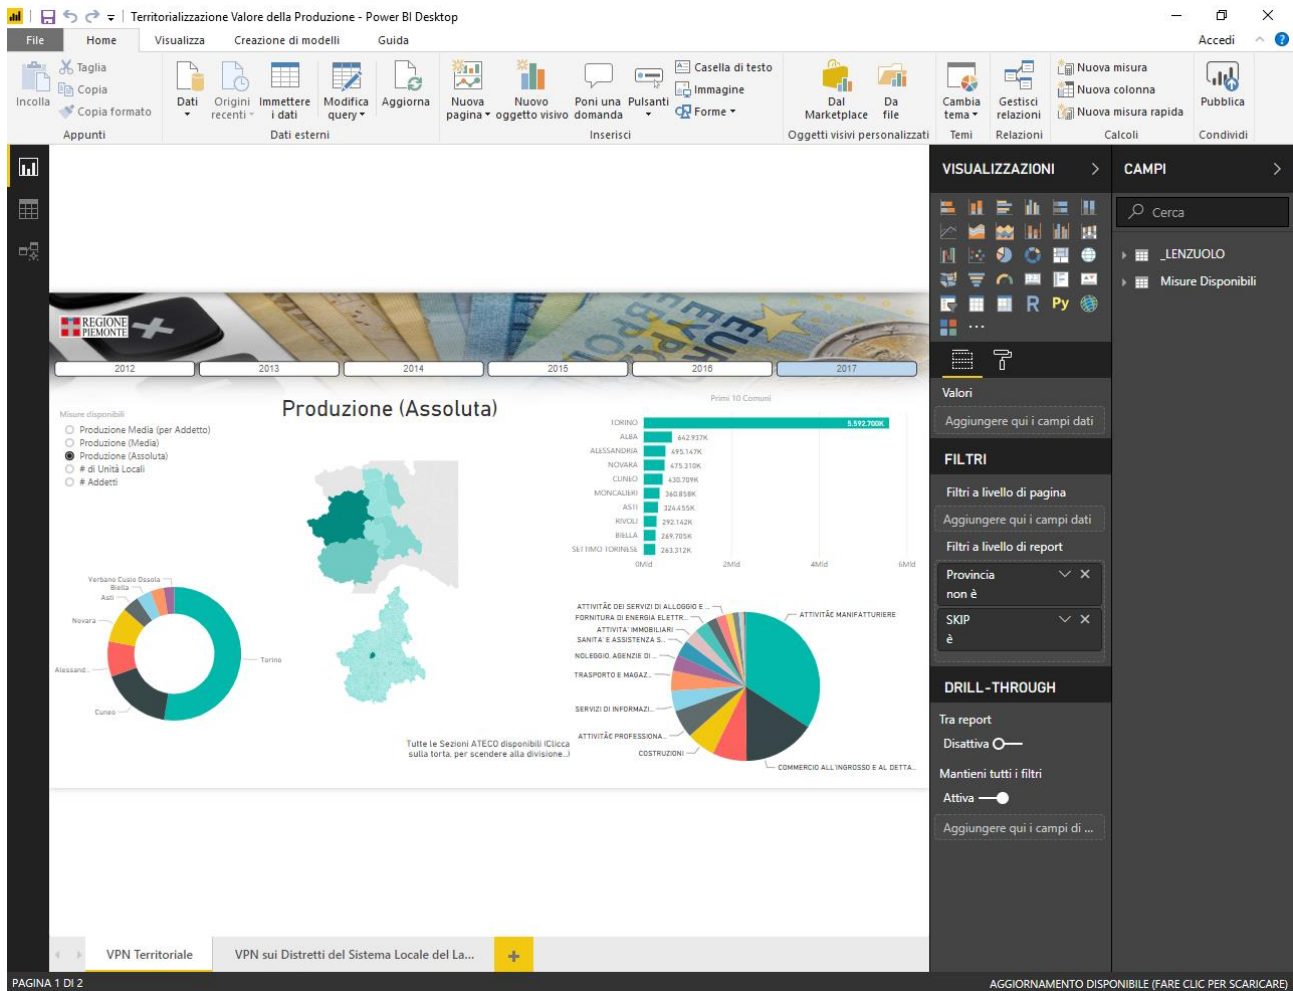 Territorializzazione Valore della Produzione - Power BI Desktop
File Home Visualizza Creazione di modelli Guida Accedi
Incolla
Taglia
Copia
Copia formato
Appunti
Dati
Origini recenti
Immettere i dati
Modifica query
Aggiorna
Dati esterni
Nuova pagina
Nuovo oggetto visivo
Poni una domanda
Pulsanti
Casella di testo
Immagine
Forme
Inserisci
Dal Marketplace
Da file
Oggetti visivi personalizzati
Cambia tema
Temi
Gestisci relazioni
Relazioni
Nuova misura
Nuova colonna
Nuova misura rapida
Calcoli
Pubblica
Condividi
REGIONE
PIEMONTE
2012 2013 2014 2015 2016 2017
Misure disponibili
Produzione Media (per Addetto)
Produzione (Media)
Produzione (Assoluta)
# di Unità Locali
# Addetti
Produzione (Assoluta)
Primi 10 Comuni
TORINO 5.592.700K
ALBA 642.937K
ALESSANDRIA 495.147K
NOVARA 475.310K
CUNEO 430.709K
MONCALIERI 360.858K
ASTI 324.455K
RIVOLI 292.142K
BIELLA 269.705K
SETTIMO TORINESE 263.312K
0Mld 2Mld 4Mld 6Mld
Verbano Cusio Ossola
Biella
Asti
Novara
Alessand...
Cuneo
Torino
Tutte le Sezioni ATECO disponibili (Clicca
sulla torta, per scendere alla divisione..)
ATTIVITÃ€ DEI SERVIZI DI ALLOGGIO E ...
FORNITURA DI ENERGIA ELETTR...
ATTIVITA' IMMOBILIARI
SANITA' E ASSISTENZA S...
NOLEGGIO, AGENZIE DI ...
TRASPORTO E MAGAZ...
SERVIZI DI INFORMAZI...
ATTIVITÃ€ PROFESSIONA...
COSTRUZIONI
ATTIVITÃ€ MANIFATTURIERE
COMMERCIO ALL'INGROSSO E AL DETTA...
VISUALIZZAZIONI
R Py
Valori
Aggiungere qui i campi dati
FILTRI
Filtri a livello di pagina
Aggiungere qui i campi dati
Filtri a livello di report
Provincia
non è
SKIP
è
DRILL-THROUGH
Tra report
Disattiva
Mantieni tutti i filtri
Attiva
Aggiungere qui i campi di ...
CAMPI
Cerca
_LENZUOLO
Misure Disponibili
VPN Territoriale VPN sui Distretti del Sistema Locale del La...
PAGINA 1 DI 2 AGGIORNAMENTO DISPONIBILE (FARE CLIC PER SCARICARE)